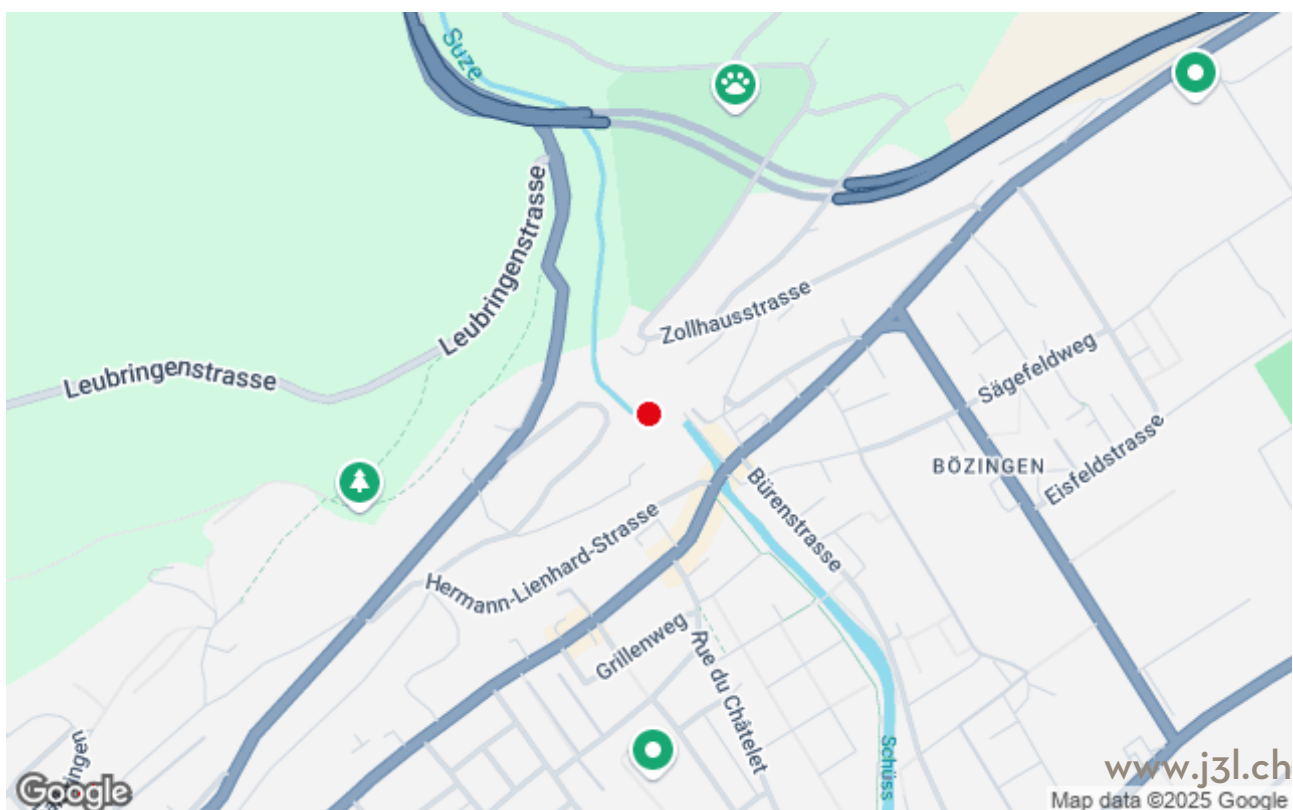 Suze
Leubringenstrasse
Leubringenstrasse
Zollhausstrasse
Sägefeldweg
BÖZINGEN
Eisfeldstrasse
Bürenstrasse
Hermann-Lienhard-Strasse
Grillenweg
Rue du Châtelet
Schüss
www.j3l.ch
Google
Map data ©2025 Google